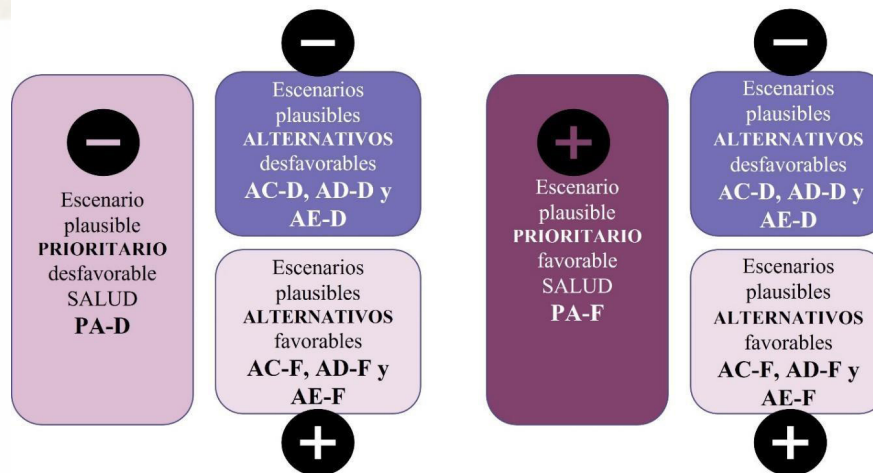 Escenario
plausible
PRIORITARIO
desfavorable
SALUD
PA-D
Escenarios
plausibles
ALTERNATIVOS
desfavorables
AC-D, AD-D y
AE-D
Escenarios
plausibles
ALTERNATIVOS
favorables
AC-F, AD-F y
AE-F
Escenario
plausible
PRIORITARIO
favorable
SALUD
PA-F
Escenarios
plausibles
ALTERNATIVOS
desfavorables
AC-D, AD-D y
AE-D
Escenarios
plausibles
ALTERNATIVOS
favorables
AC-F, AD-F y
AE-F